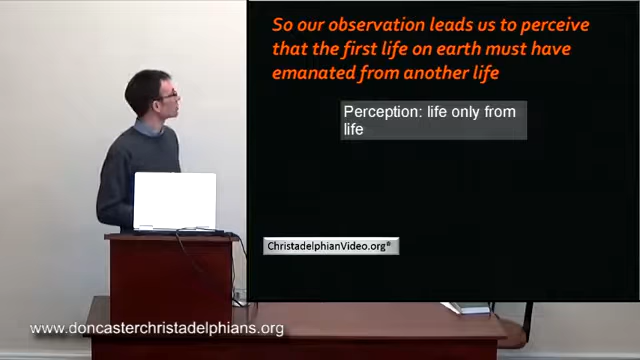 So our observation leads us to perceive
that the first life on earth must have
emanated from another life
Perception: life only from
life
ChristadelphianVideo.org®
www.doncasterchristadelphians.org